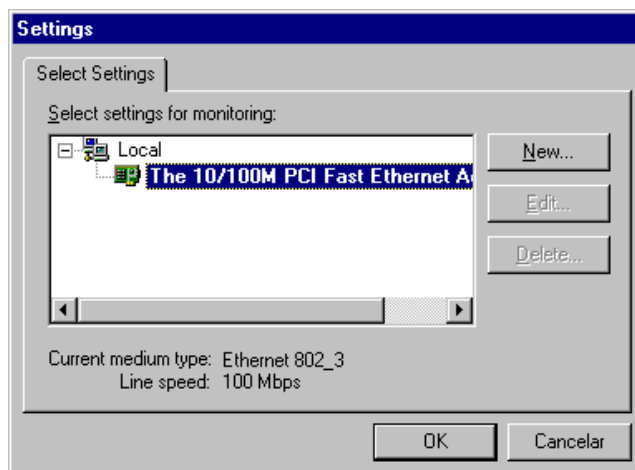 Settings
Select Settings
Select settings for monitoring:
Local
The 10/100M PCI Fast Ethernet
New...
Edit...
Delete...
Current medium type: Ethernet 802_3
Line speed: 100 Mbps
OK
Cancelar